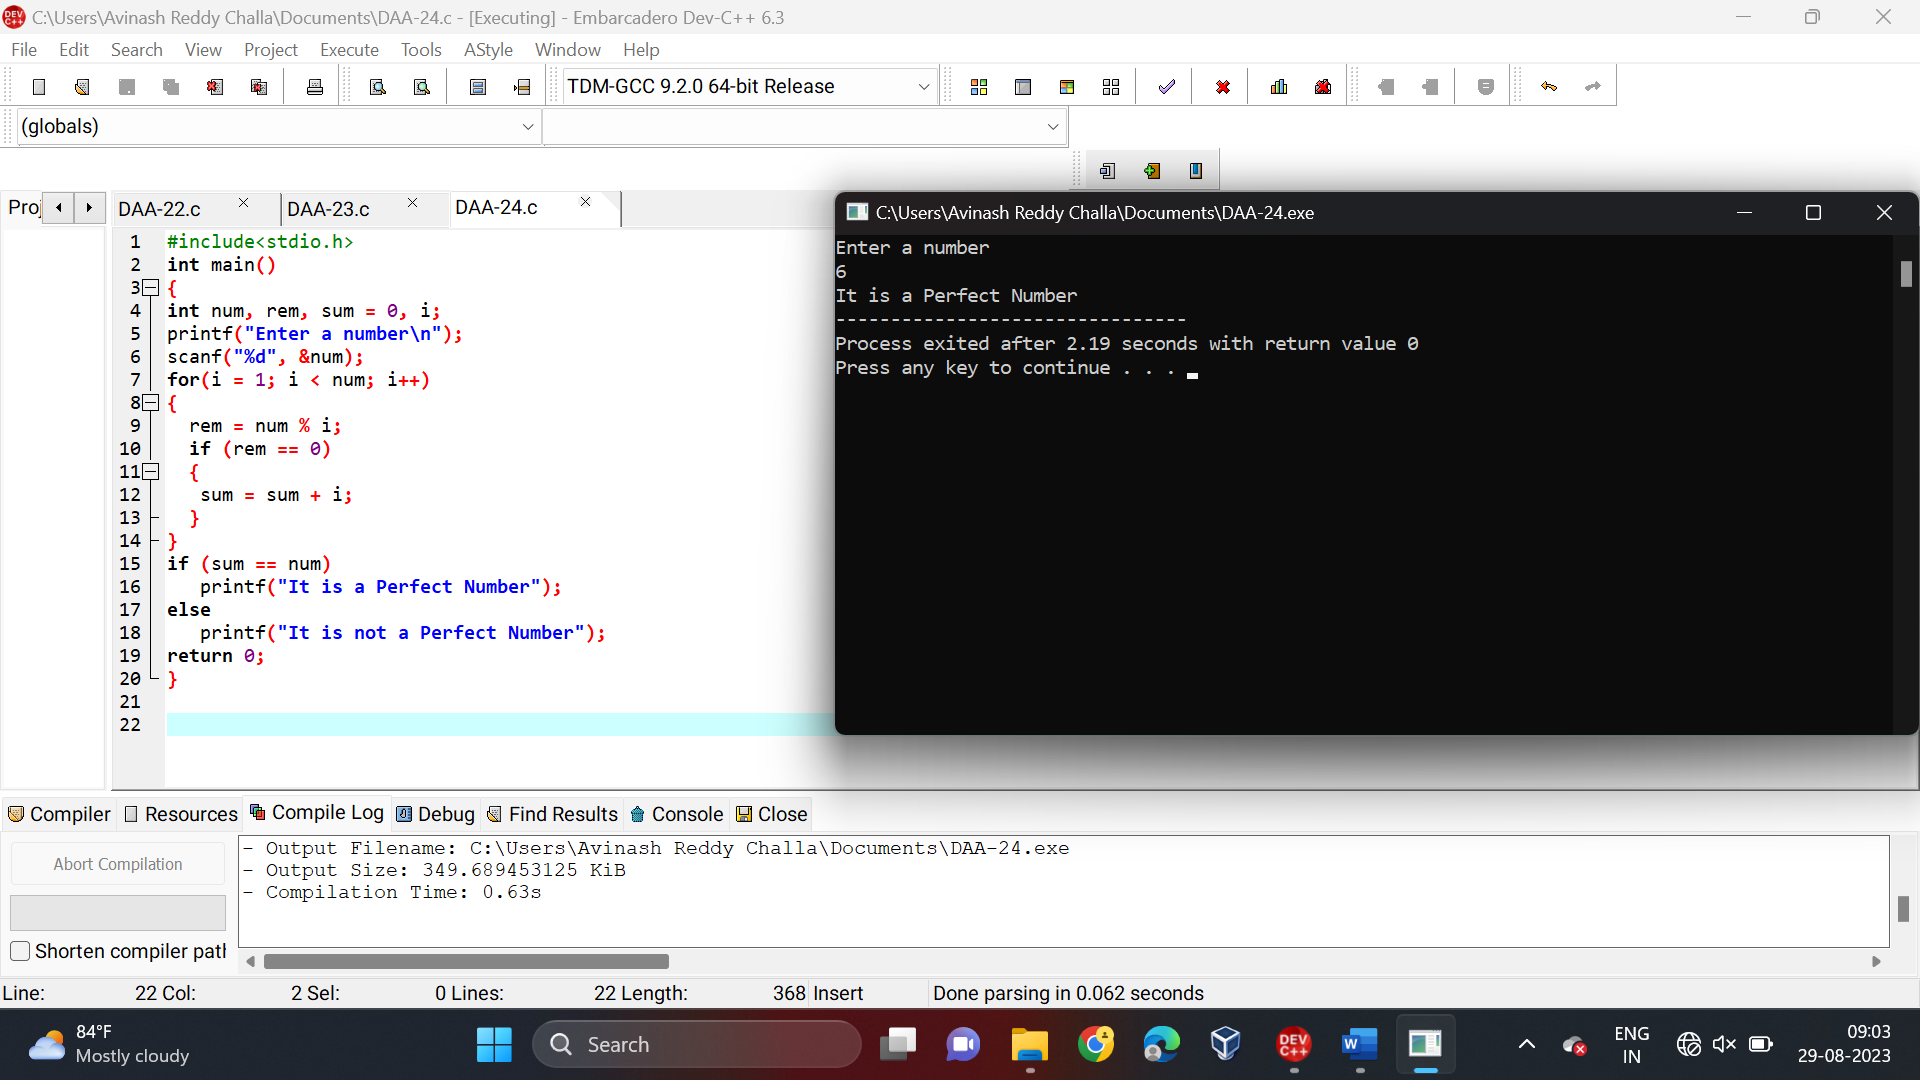 C:\Users\Avinash Reddy Challa\Documents\DAA-24.c - [Executing] - Embarcadero Dev-C++ 6.3
File Edit Search View Project Execute Tools AStyle Window Help
TDM-GCC 9.2.0 64-bit Release
(globals)
Proj DAA-22.c DAA-23.c DAA-24.c
1 #include<stdio.h>
2 int main()
3 {
4 int num, rem, sum = 0, i;
5 printf("Enter a number\n");
6 scanf("%d", &num);
7 for(i = 1; i < num; i++)
8 {
9 rem = num % i;
10 if (rem == 0)
11 {
12 sum = sum + i;
13 }
14 }
15 if (sum == num)
16 printf("It is a Perfect Number");
17 else
18 printf("It is not a Perfect Number");
19 return 0;
20 }
21
22
C:\Users\Avinash Reddy Challa\Documents\DAA-24.exe
Enter a number
6
It is a Perfect Number
--------------------------------
Process exited after 2.19 seconds with return value 0
Press any key to continue . . .
Compiler Resources Compile Log Debug Find Results Console Close
Abort Compilation
Shorten compiler path
- Output Filename: C:\Users\Avinash Reddy Challa\Documents\DAA-24.exe
- Output Size: 349.689453125 KiB
- Compilation Time: 0.63s
Line: 22 Col: 2 Sel: 0 Lines: 22 Length: 368 Insert Done parsing in 0.062 seconds
84°F
Mostly cloudy
Search
DEV C++
W
ENG
IN
09:03
29-08-2023